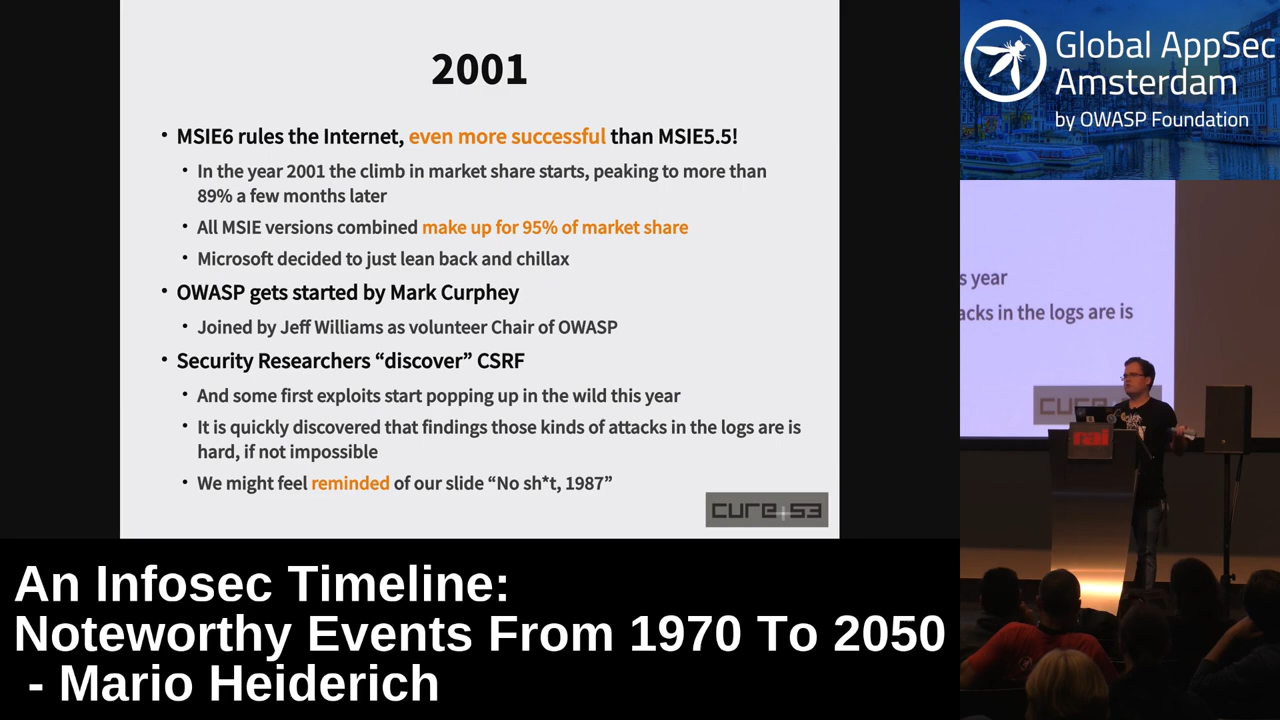 2001
• MSIE6 rules the Internet, even more successful than MSIE5.5!
• In the year 2001 the climb in market share starts, peaking to more than
89% a few months later
• All MSIE versions combined make up for 95% of market share
• Microsoft decided to just lean back and chillax
• OWASP gets started by Mark Curphey
• Joined by Jeff Williams as volunteer Chair of OWASP
• Security Researchers “discover” CSRF
• And some first exploits start popping up in the wild this year
• It is quickly discovered that findings those kinds of attacks in the logs are is
hard, if not impossible
• We might feel reminded of our slide “No sh*t, 1987”
cure+53
Global AppSec
Amsterdam
by OWASP Foundation
s year
acks in the logs are is
cure
rai
An Infosec Timeline:
Noteworthy Events From 1970 To 2050
- Mario Heiderich